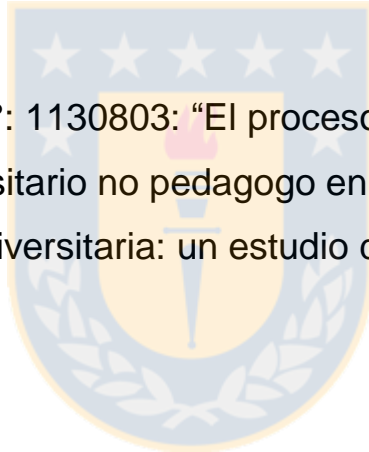 °: 1130803: “El proceso
sitario no pedagogo en
iversitaria: un estudio d